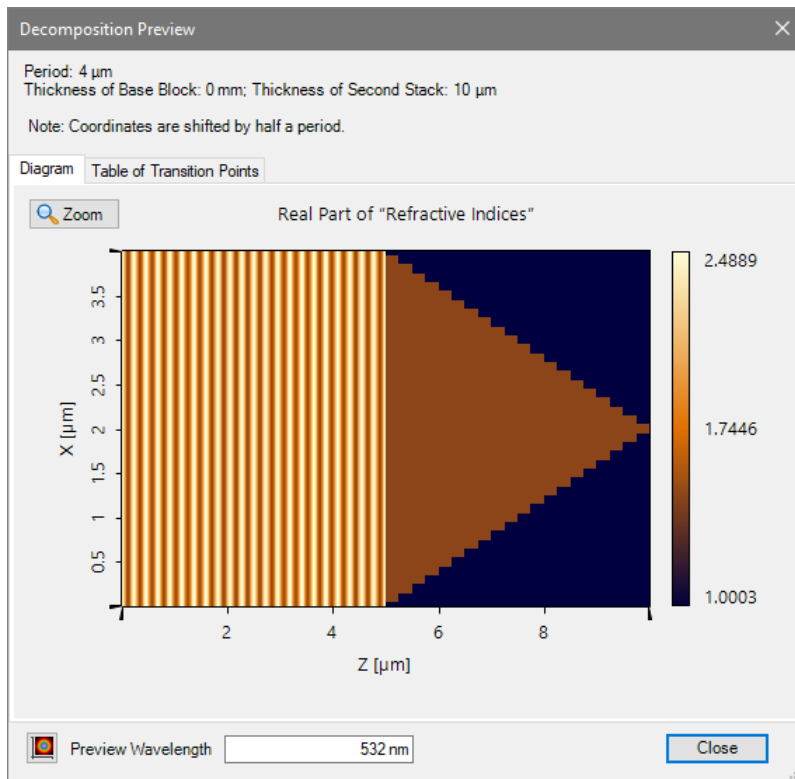 Decomposition Preview
Period: 4 µm
Thickness of Base Block: 0 mm; Thickness of Second Stack: 10 µm
Note: Coordinates are shifted by half a period.
Diagram
Table of Transition Points
Zoom
Real Part of "Refractive Indices"
2.4889
1.7446
1.0003
X [µm]
3.5
3
2.5
2
1.5
1
0.5
2
4
6
8
Z [µm]
Preview Wavelength
532 nm
Close